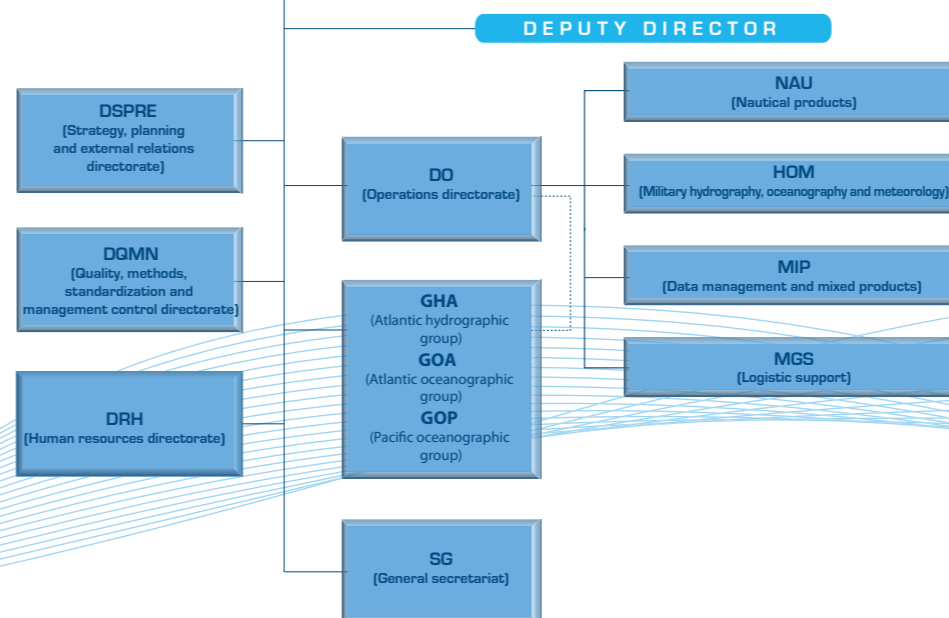 DEPUTY DIRECTOR
DSPRE
(Strategy, planning
and external relations
directorate)
DQMN
(Quality, methods,
standardization and
management control directorate)
DRH
(Human resources directorate)
DO
(Operations directorate)
GHA
(Atlantic hydrographic
group)
GOA
(Atlantic oceanographic
group)
GOP
(Pacific oceanographic
group)
SG
(General secretariat)
NAU
(Nautical products)
HOM
(Military hydrography, oceanography and meteorology)
MIP
(Data management and mixed products)
MGS
(Logistic support)